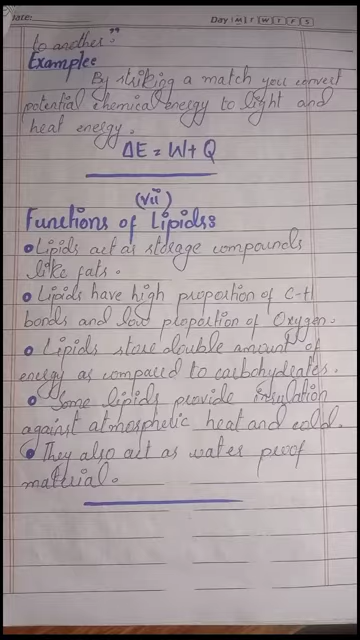 Date:
Day: M T W T F S
to another."
Example:
By striking a match you convert
potential chemical energy to light and
heat energy.
ΔE = W+Q
(vii)
Functions of Lipids:
• Lipids act as storage compounds
like fats.
• Lipids have high proportion of C-H
bonds and low proportion of Oxygen.
• Lipids store double amount of
energy as compared to carbohydrates.
• Some lipids provide insulation
against atmospheric heat and cold.
• They also act as water proof
material.